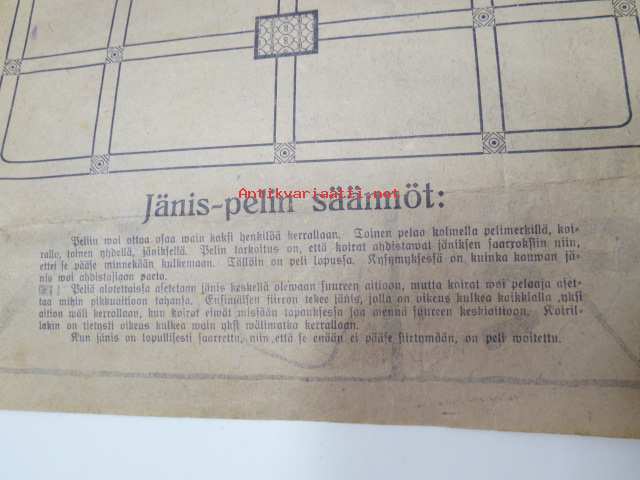 Antikvariaatti.net
Jänis-pelin säännöt:
Peliin woi ottaa osaa wain kaksi henkilöä kerrallaan. Toinen pelaa kolmella pelimerkillä, koi-
ralla, toinen yhdellä, jäniksellä. Pelin tarkoitus on, että koirat ahdistawat jäniksen saarroksiin niin,
ettei se pääse minnekään kulkemaan. Tällöin on peli lopussa. Kysymyksessä on kuinka kauwan jä-
nis woi ahdistajiaan paeta.
Peliä alotettaissa asetetaan jänis keskellä olewaan suureen aitioon, mutta koirat woi pelaaja aset-
taa mihin pikkuaitioon tahansa. Ensimäisen siirron tekee jänis, jolla on oikeus kulkea kaikkialla, yksi
aition wäli kerrallaan, kun koirat eiwät missään tapauksessa saa mennä suureen keskiaitioon. Koiril-
lakin on tietysti oikeus kulkea wain yksi wälimatka kerrallaan.
Kun jänis on lopullisesti saarrettu, niin että se enään ei pääse siirtymään, on peli woitettu.